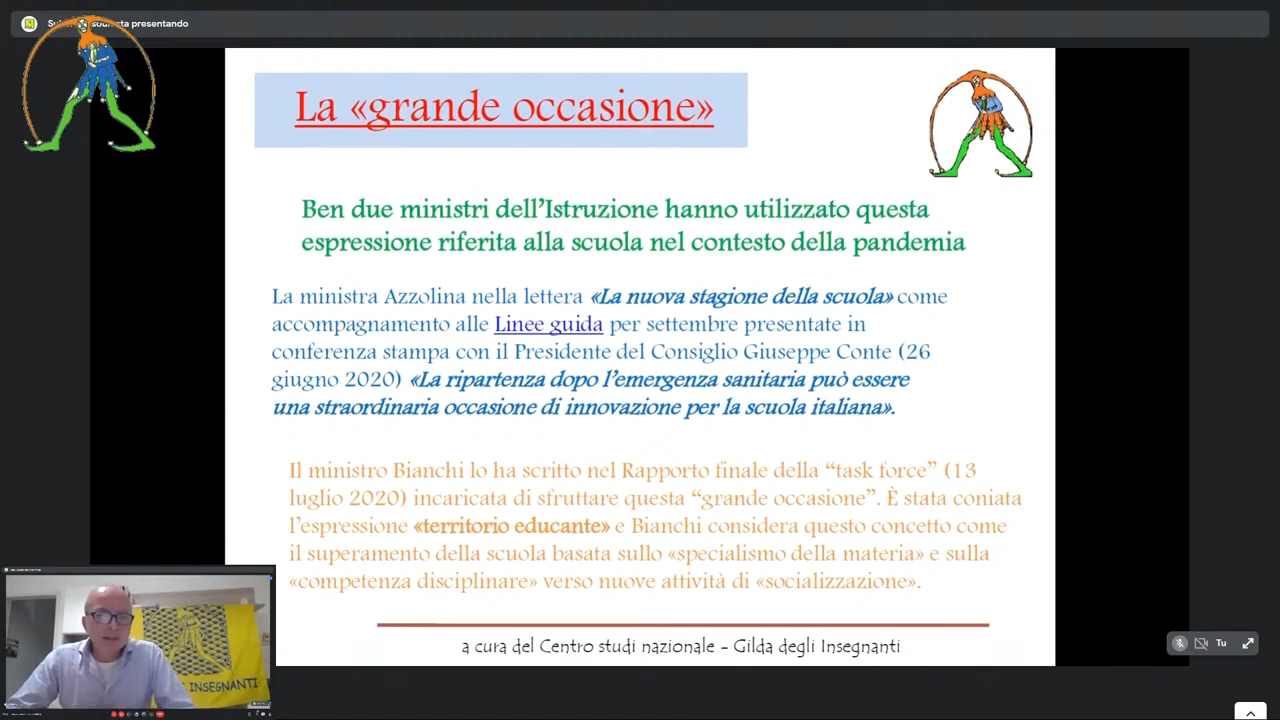 sta presentando
La «grande occasione»
Ben due ministri dell'Istruzione hanno utilizzato questa
espressione riferita alla scuola nel contesto della pandemia
La ministra Azzolina nella lettera «La nuova stagione della scuola» come
accompagnamento alle Linee guida per settembre presentate in
conferenza stampa con il Presidente del Consiglio Giuseppe Conte (26
giugno 2020) «La ripartenza dopo l'emergenza sanitaria può essere
una straordinaria occasione di innovazione per la scuola italiana».
Il ministro Bianchi lo ha scritto nel Rapporto finale della “task force” (13
luglio 2020) incaricata di sfruttare questa “grande occasione”. È stata coniata
l'espressione «territorio educante» e Bianchi considera questo concetto come
il superamento della scuola basata sullo «specialismo della materia» e sulla
«competenza disciplinare» verso nuove attività di «socializzazione».
a cura del Centro studi nazionale - Gilda degli Insegnanti
Tu
INSEGNANTI